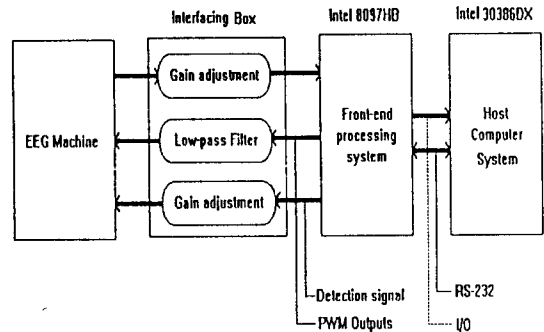 Interfacing Box
Intel 8097HB
Intel 30386DX
EEG Machine
Gain adjustment
Low-pass Filter
Gain adjustment
Front-end
processing
system
Host
Computer
System
Detection signal
PWM Outputs
RS-232
I/O